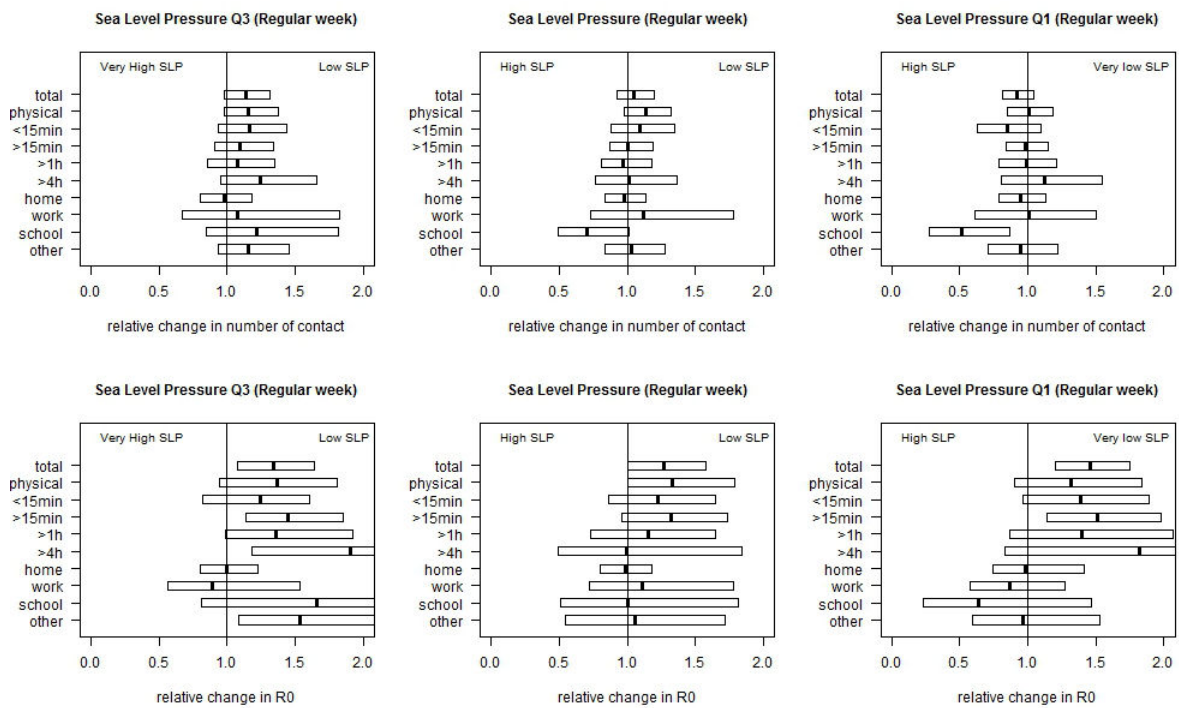 Sea Level Pressure Q3 (Regular week)
Very High SLP
Low SLP
total
physical
<15min
>15min
>1h
>4h
home
work
school
other
0.0 0.5 1.0 1.5 2.0
relative change in number of contact
Sea Level Pressure (Regular week)
High SLP
Low SLP
total
physical
<15min
>15min
>1h
>4h
home
work
school
other
0.0 0.5 1.0 1.5 2.0
relative change in number of contact
Sea Level Pressure Q1 (Regular week)
High SLP
Very low SLP
total
physical
<15min
>15min
>1h
>4h
home
work
school
other
0.0 0.5 1.0 1.5 2.0
relative change in number of contact
Sea Level Pressure Q3 (Regular week)
Very High SLP
Low SLP
total
physical
<15min
>15min
>1h
>4h
home
work
school
other
0.0 0.5 1.0 1.5 2.0
relative change in R0
Sea Level Pressure (Regular week)
High SLP
Low SLP
total
physical
<15min
>15min
>1h
>4h
home
work
school
other
0.0 0.5 1.0 1.5 2.0
relative change in R0
Sea Level Pressure Q1 (Regular week)
High SLP
Very low SLP
total
physical
<15min
>15min
>1h
>4h
home
work
school
other
0.0 0.5 1.0 1.5 2.0
relative change in R0